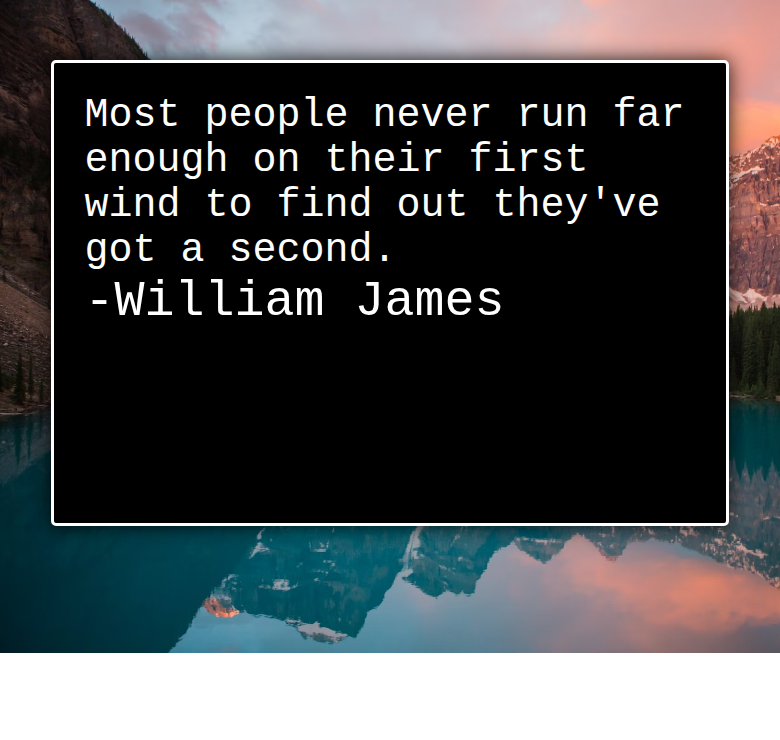 Most people never run far
enough on their first
wind to find out they've
got a second.
-William James